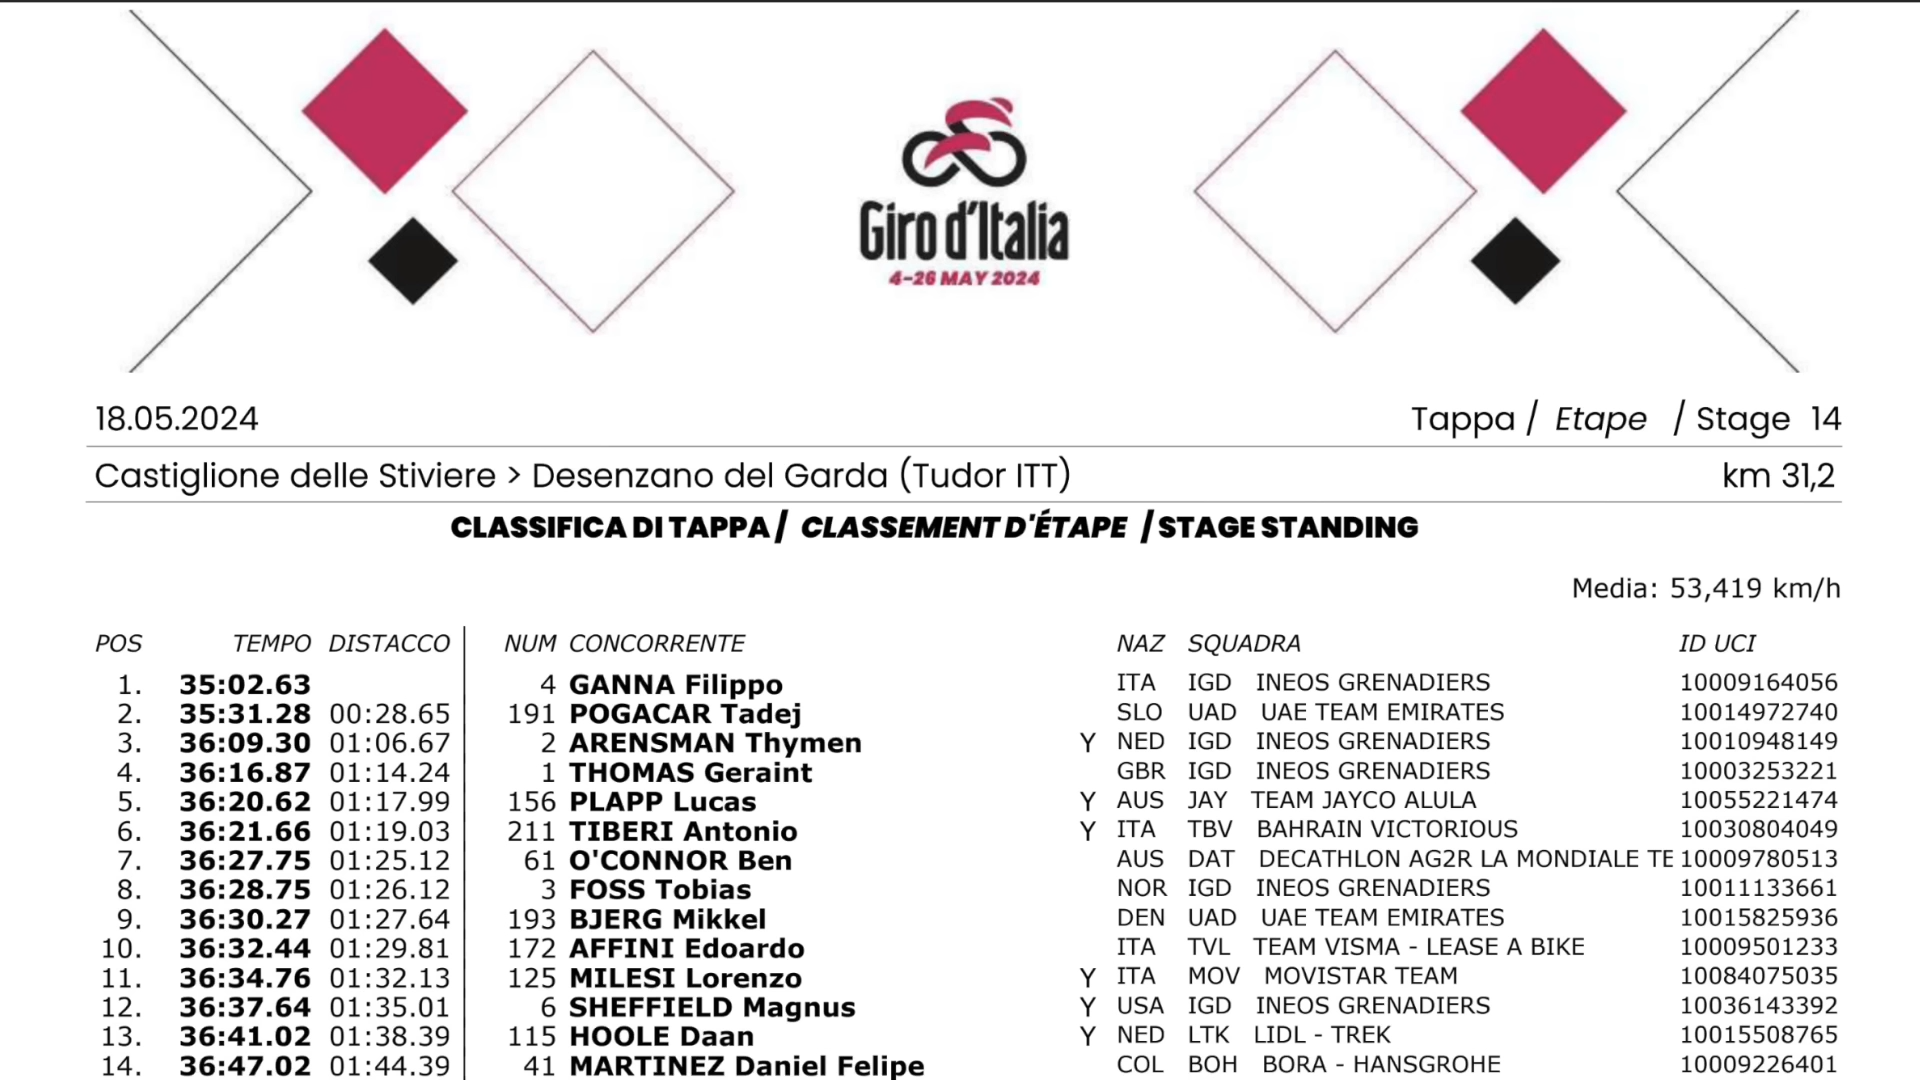 Giro d'Italia
4-26 MAY 2024
18.05.2024 Tappa / Etape / Stage 14
Castiglione delle Stiviere > Desenzano del Garda (Tudor ITT) km 31,2
CLASSIFICA DI TAPPA / CLASSEMENT D'ÉTAPE / STAGE STANDING
Media: 53,419 km/h
POS TEMPO DISTACCO NUM CONCORRENTE NAZ SQUADRA ID UCI
1. 35:02.63 4 GANNA Filippo ITA IGD INEOS GRENADIERS 10009164056
2. 35:31.28 00:28.65 191 POGACAR Tadej SLO UAD UAE TEAM EMIRATES 10014972740
3. 36:09.30 01:06.67 2 ARENSMAN Thymen Y NED IGD INEOS GRENADIERS 10010948149
4. 36:16.87 01:14.24 1 THOMAS Geraint GBR IGD INEOS GRENADIERS 10003253221
5. 36:20.62 01:17.99 156 PLAPP Lucas Y AUS JAY TEAM JAYCO ALULA 10055221474
6. 36:21.66 01:19.03 211 TIBERI Antonio Y ITA TBV BAHRAIN VICTORIOUS 10030804049
7. 36:27.75 01:25.12 61 O'CONNOR Ben AUS DAT DECATHLON AG2R LA MONDIALE TE 10009780513
8. 36:28.75 01:26.12 3 FOSS Tobias NOR IGD INEOS GRENADIERS 10011133661
9. 36:30.27 01:27.64 193 BJERG Mikkel DEN UAD UAE TEAM EMIRATES 10015825936
10. 36:32.44 01:29.81 172 AFFINI Edoardo ITA TVL TEAM VISMA - LEASE A BIKE 10009501233
11. 36:34.76 01:32.13 125 MILESI Lorenzo Y ITA MOV MOVISTAR TEAM 10084075035
12. 36:37.64 01:35.01 6 SHEFFIELD Magnus Y USA IGD INEOS GRENADIERS 10036143392
13. 36:41.02 01:38.39 115 HOOLE Daan Y NED LTK LIDL - TREK 10015508765
14. 36:47.02 01:44.39 41 MARTINEZ Daniel Felipe COL BOH BORA - HANSGROHE 10009226401